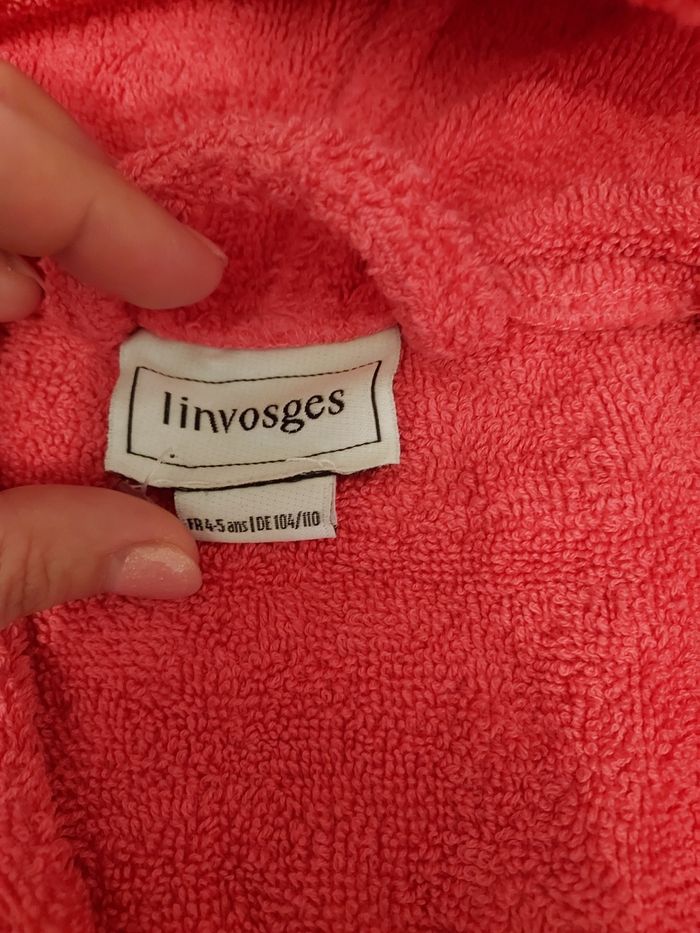 linvosges
FR 4-5 ans | DE 104/110